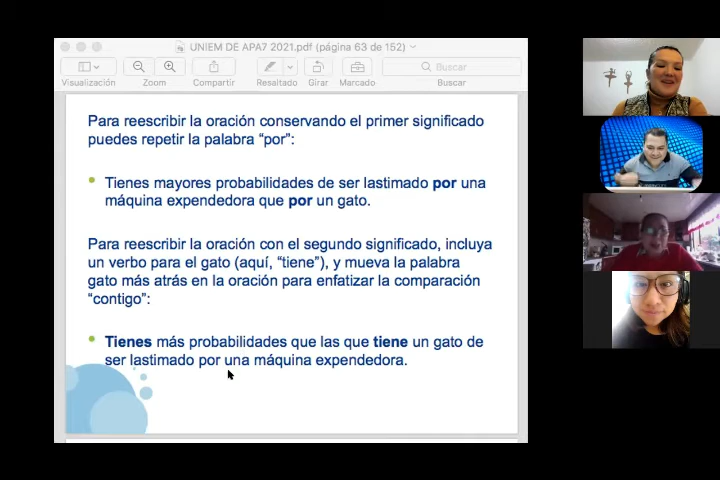 UNIEM DE APA7 2021.pdf (página 63 de 152)
Visualización Zoom Compartir Resaltado Girar Marcado Buscar
Buscar
Para reescribir la oración conservando el primer significado
puedes repetir la palabra “por”:
• Tienes mayores probabilidades de ser lastimado por una
máquina expendedora que por un gato.
Para reescribir la oración con el segundo significado, incluya
un verbo para el gato (aquí, “tiene”), y mueva la palabra
gato más atrás en la oración para enfatizar la comparación
“contigo”:
• Tienes más probabilidades que las que tiene un gato de
ser lastimado por una máquina expendedora.